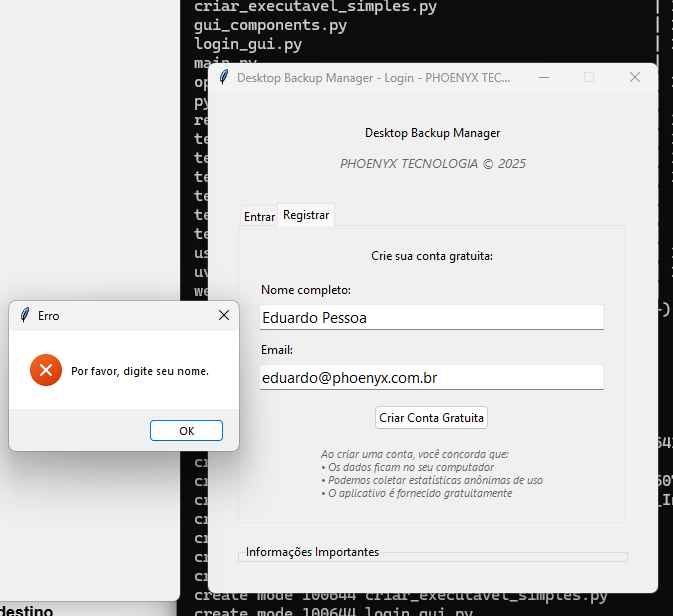 criar_executavel_simples.py
gui_components.py
login_gui.py
main.py
Desktop Backup Manager - Login - PHOENYX TEC...
Desktop Backup Manager
PHOENYX TECNOLOGIA © 2025
Entrar
Registrar
Crie sua conta gratuita:
Nome completo:
Eduardo Pessoa
Email:
eduardo@phoenyx.com.br
Criar Conta Gratuita
Ao criar uma conta, você concorda que:
• Os dados ficam no seu computador
• Podemos coletar estatísticas anônimas de uso
• O aplicativo é fornecido gratuitamente
Informações Importantes
Erro
Por favor, digite seu nome.
OK
create mode 100644 criar_executavel_simples.py
create mode 100644 login_gui.py
destino